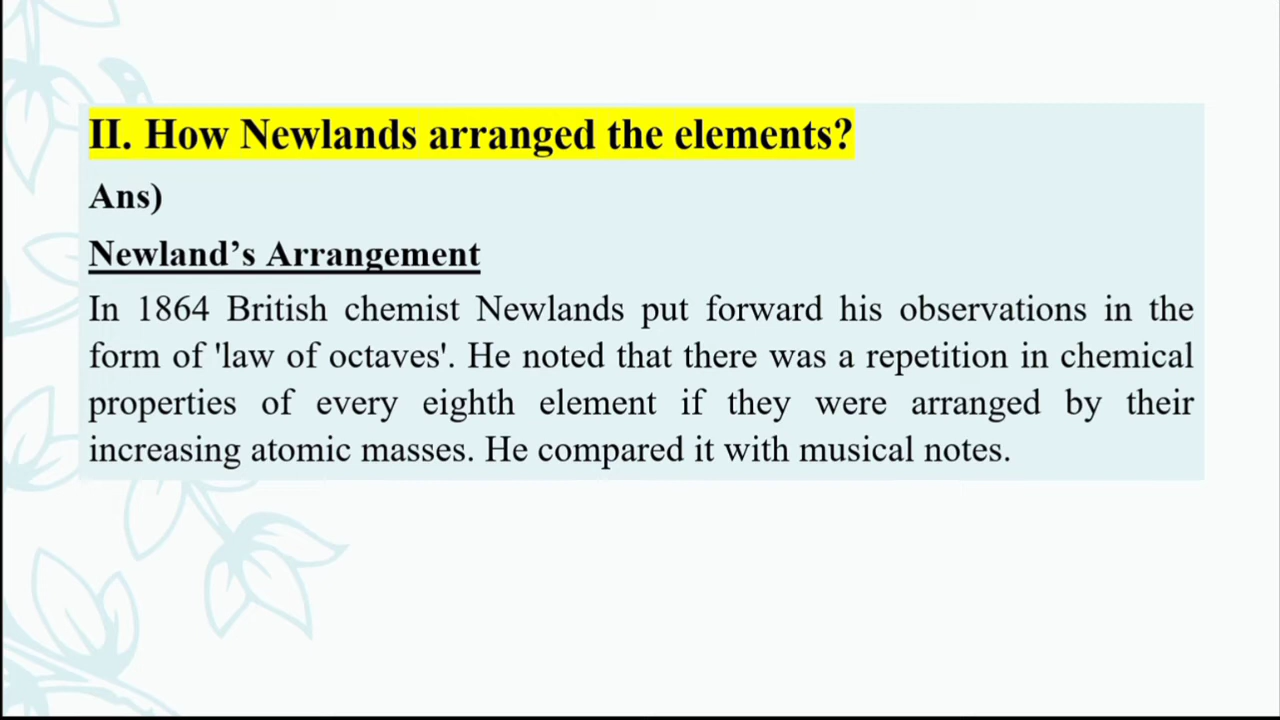 II. How Newlands arranged the elements?
Ans)
Newland’s Arrangement
In 1864 British chemist Newlands put forward his observations in the
form of 'law of octaves'. He noted that there was a repetition in chemical
properties of every eighth element if they were arranged by their
increasing atomic masses. He compared it with musical notes.